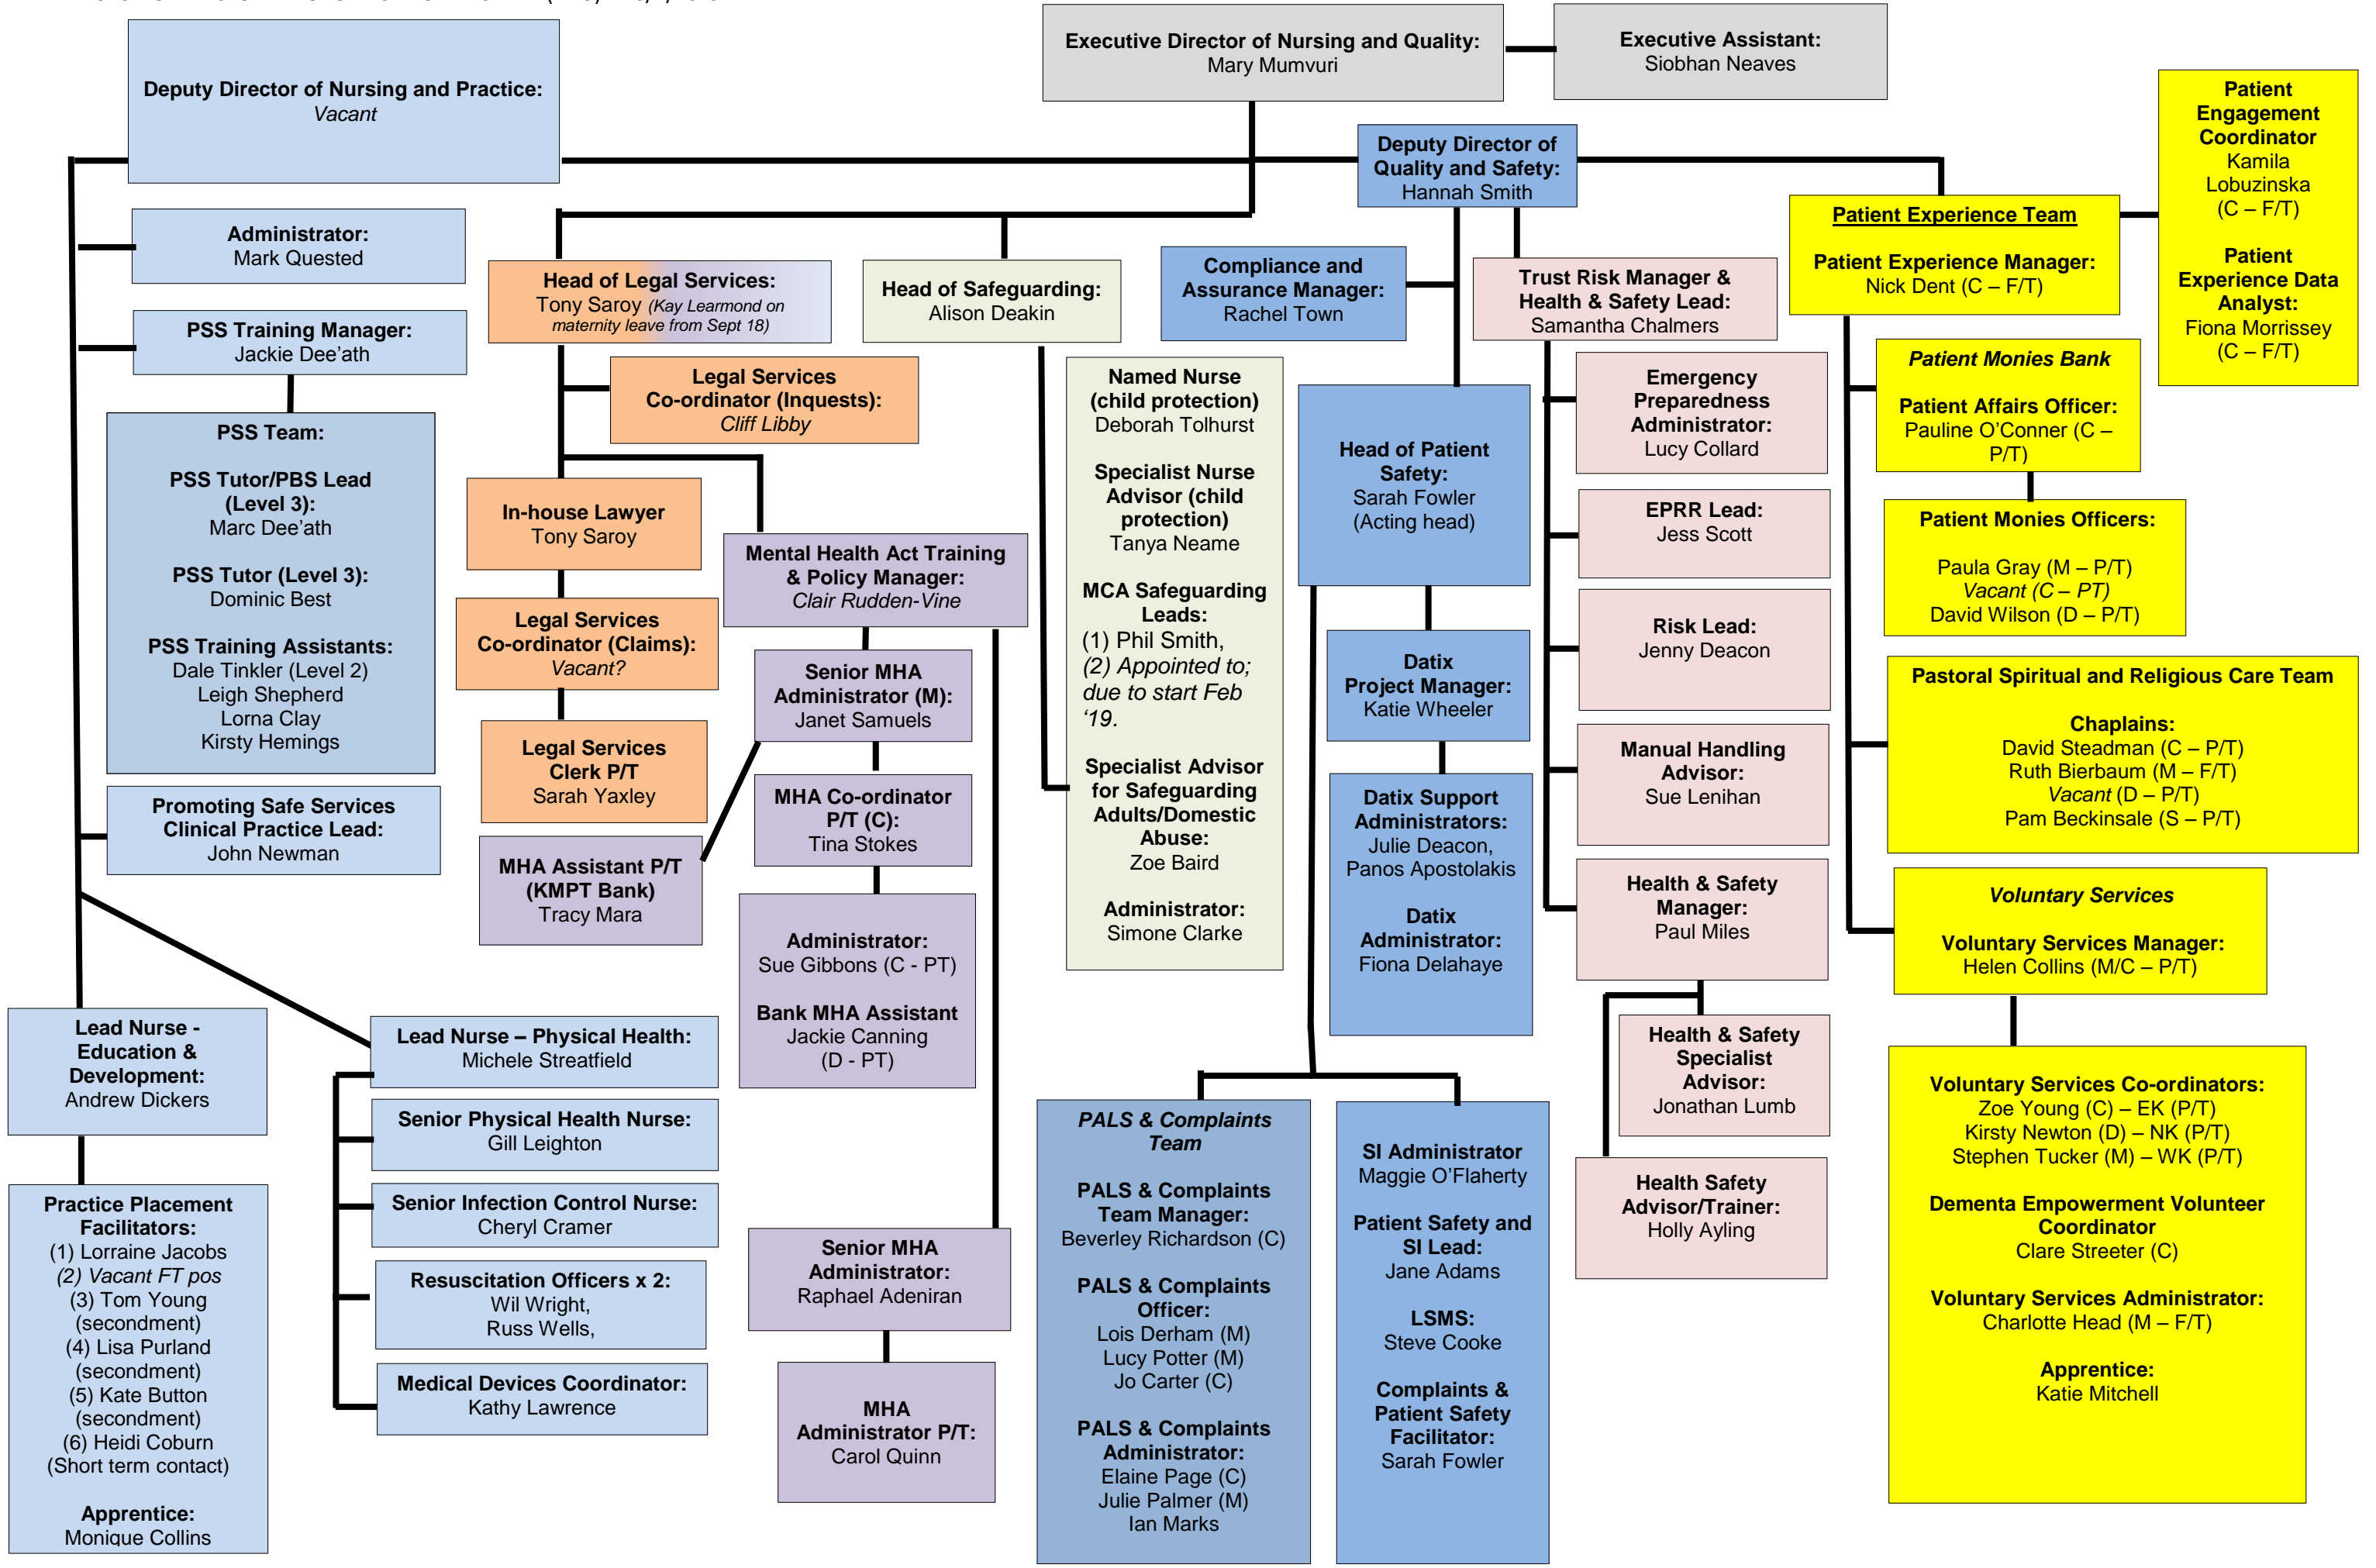 Deputy Director of Nursing and Practice:
Vacant
Executive Director of Nursing and Quality:
Mary Mumvuri
Executive Assistant:
Siobhan Neaves
Patient
Engagement
Coordinator
Kamila
Lobuzinska
(C – F/T)
Patient
Experience Data
Analyst:
Fiona Morrissey
(C – F/T)
Deputy Director of
Quality and Safety:
Hannah Smith
Patient Experience Team
Patient Experience Manager:
Nick Dent (C – F/T)
Administrator:
Mark Quested
Head of Legal Services:
Tony Saroy (Kay Learmond on
maternity leave from Sept 18)
Head of Safeguarding:
Alison Deakin
Compliance and
Assurance Manager:
Rachel Town
Trust Risk Manager &
Health & Safety Lead:
Samantha Chalmers
PSS Training Manager:
Jackie Dee’ath
Legal Services
Co-ordinator (Inquests):
Cliff Libby
Named Nurse
(child protection)
Deborah Tolhurst
Specialist Nurse
Advisor (child
protection)
Tanya Neame
MCA Safeguarding
Leads:
(1) Phil Smith,
(2) Appointed to;
due to start Feb
‘19.
Specialist Advisor
for Safeguarding
Adults/Domestic
Abuse:
Zoe Baird
Administrator:
Simone Clarke
Emergency
Preparedness
Administrator:
Lucy Collard
Patient Monies Bank
Patient Affairs Officer:
Pauline O’Conner (C –
P/T)
PSS Team:
PSS Tutor/PBS Lead
(Level 3):
Marc Dee’ath
PSS Tutor (Level 3):
Dominic Best
PSS Training Assistants:
Dale Tinkler (Level 2)
Leigh Shepherd
Lorna Clay
Kirsty Hemings
Head of Patient
Safety:
Sarah Fowler
(Acting head)
In-house Lawyer
Tony Saroy
EPRR Lead:
Jess Scott
Patient Monies Officers:
Paula Gray (M – P/T)
Vacant (C – PT)
David Wilson (D – P/T)
Mental Health Act Training
& Policy Manager:
Clair Rudden-Vine
Legal Services
Co-ordinator (Claims):
Vacant?
Risk Lead:
Jenny Deacon
Senior MHA
Administrator (M):
Janet Samuels
Datix
Project Manager:
Katie Wheeler
Pastoral Spiritual and Religious Care Team
Chaplains:
David Steadman (C – P/T)
Ruth Bierbaum (M – F/T)
Vacant (D – P/T)
Pam Beckinsale (S – P/T)
Legal Services
Clerk P/T
Sarah Yaxley
Manual Handling
Advisor:
Sue Lenihan
MHA Co-ordinator
P/T (C):
Tina Stokes
Datix Support
Administrators:
Julie Deacon,
Panos Apostolakis
Datix
Administrator:
Fiona Delahaye
Promoting Safe Services
Clinical Practice Lead:
John Newman
MHA Assistant P/T
(KMPT Bank)
Tracy Mara
Health & Safety
Manager:
Paul Miles
Voluntary Services
Voluntary Services Manager:
Helen Collins (M/C – P/T)
Administrator:
Sue Gibbons (C - PT)
Bank MHA Assistant
Jackie Canning
(D - PT)
Lead Nurse -
Education &
Development:
Andrew Dickers
Lead Nurse – Physical Health:
Michele Streatfield
Health & Safety
Specialist
Advisor:
Jonathan Lumb
Voluntary Services Co-ordinators:
Zoe Young (C) – EK (P/T)
Kirsty Newton (D) – NK (P/T)
Stephen Tucker (M) – WK (P/T)
Dementa Empowerment Volunteer
Coordinator
Clare Streeter (C)
Voluntary Services Administrator:
Charlotte Head (M – F/T)
Apprentice:
Katie Mitchell
Senior Physical Health Nurse:
Gill Leighton
PALS & Complaints
Team
PALS & Complaints
Team Manager:
Beverley Richardson (C)
PALS & Complaints
Officer:
Lois Derham (M)
Lucy Potter (M)
Jo Carter (C)
PALS & Complaints
Administrator:
Elaine Page (C)
Julie Palmer (M)
Ian Marks
SI Administrator
Maggie O’Flaherty
Patient Safety and
SI Lead:
Jane Adams
LSMS:
Steve Cooke
Complaints &
Patient Safety
Facilitator:
Sarah Fowler
Health Safety
Advisor/Trainer:
Holly Ayling
Practice Placement
Facilitators:
(1) Lorraine Jacobs
(2) Vacant FT pos
(3) Tom Young
(secondment)
(4) Lisa Purland
(secondment)
(5) Kate Button
(secondment)
(6) Heidi Coburn
(Short term contact)
Apprentice:
Monique Collins
Senior Infection Control Nurse:
Cheryl Cramer
Senior MHA
Administrator:
Raphael Adeniran
Resuscitation Officers x 2:
Wil Wright,
Russ Wells,
Medical Devices Coordinator:
Kathy Lawrence
MHA
Administrator P/T:
Carol Quinn